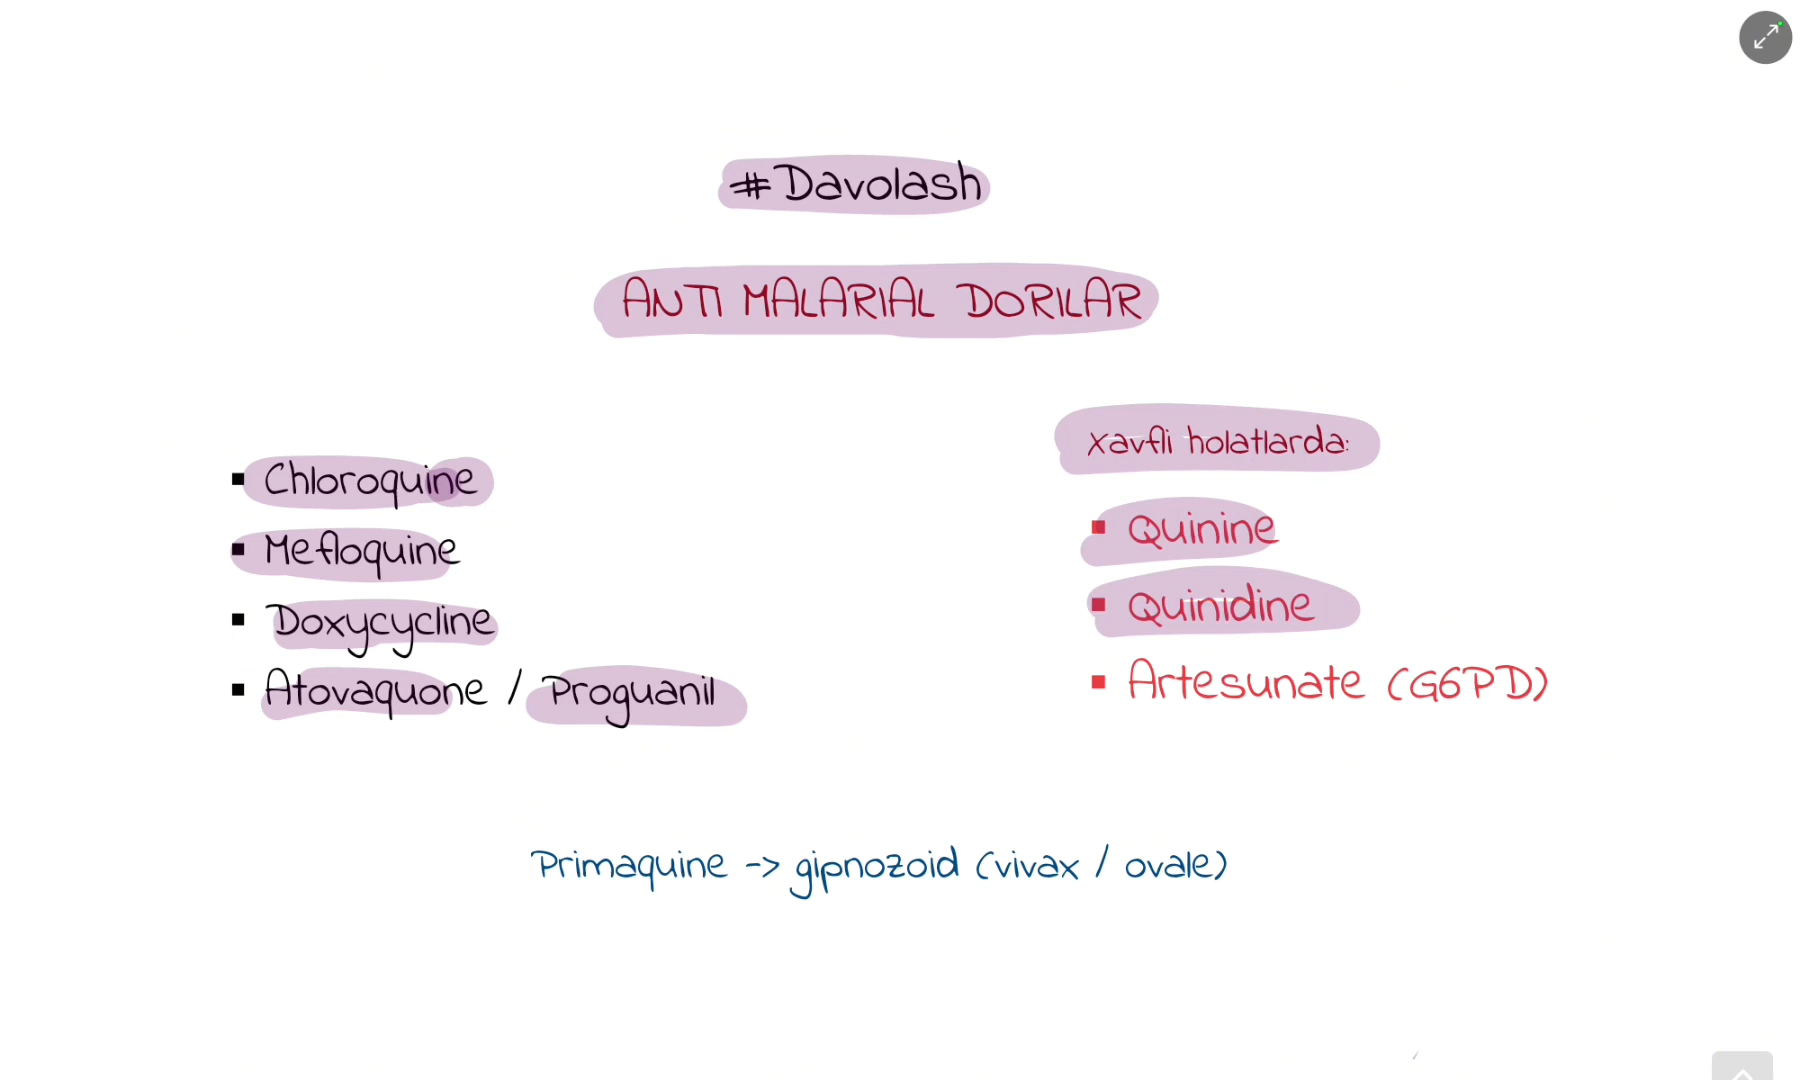 #Davolash
ANTI MALARIAL DORILAR
▪ Chloroquine
▪ Mefloquine
▪ Doxycycline
▪ Atovaquone / Proguanil
xavfli holatlarda:
▪ Quinine
▪ Quinidine
▪ Artesunate (G6PD)
Primaquine -> gipnozoid (vivax / ovale)